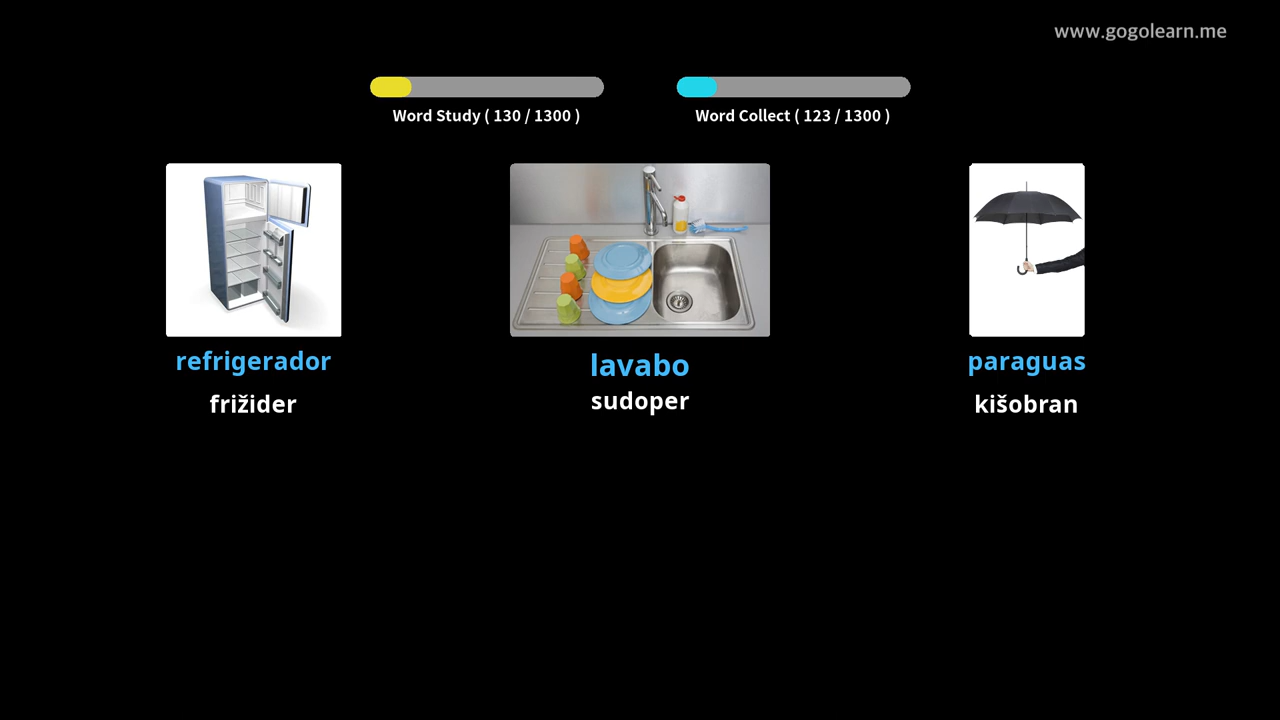 www.gogolearn.me
Word Study ( 130 / 1300 )
Word Collect ( 123 / 1300 )
refrigerador
frižider
lavabo
sudoper
paraguas
kišobran